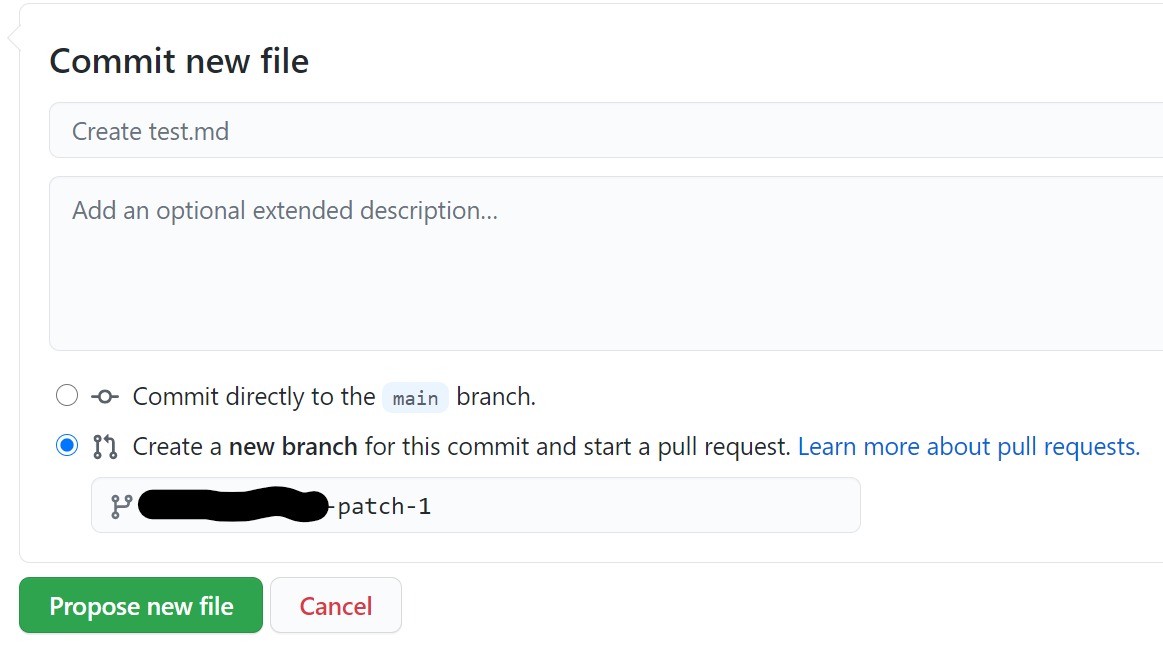 Commit new file
Create test.md
Add an optional extended description...
Commit directly to the main branch.
Create a new branch for this commit and start a pull request. Learn more about pull requests.
-patch-1
Propose new file Cancel